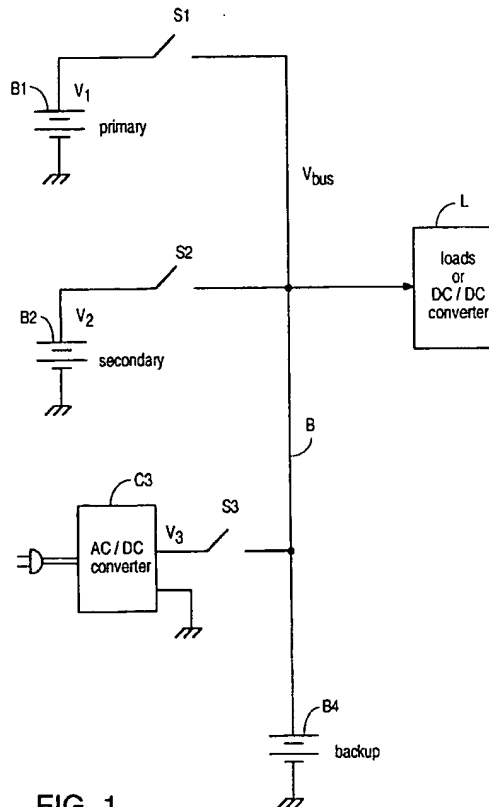 S1
B1
V1
primary
Vbus
L
loads
or
DC / DC
converter
S2
B2
V2
secondary
B
C3
S3
V3
AC / DC
converter
B4
backup
FIG. 1